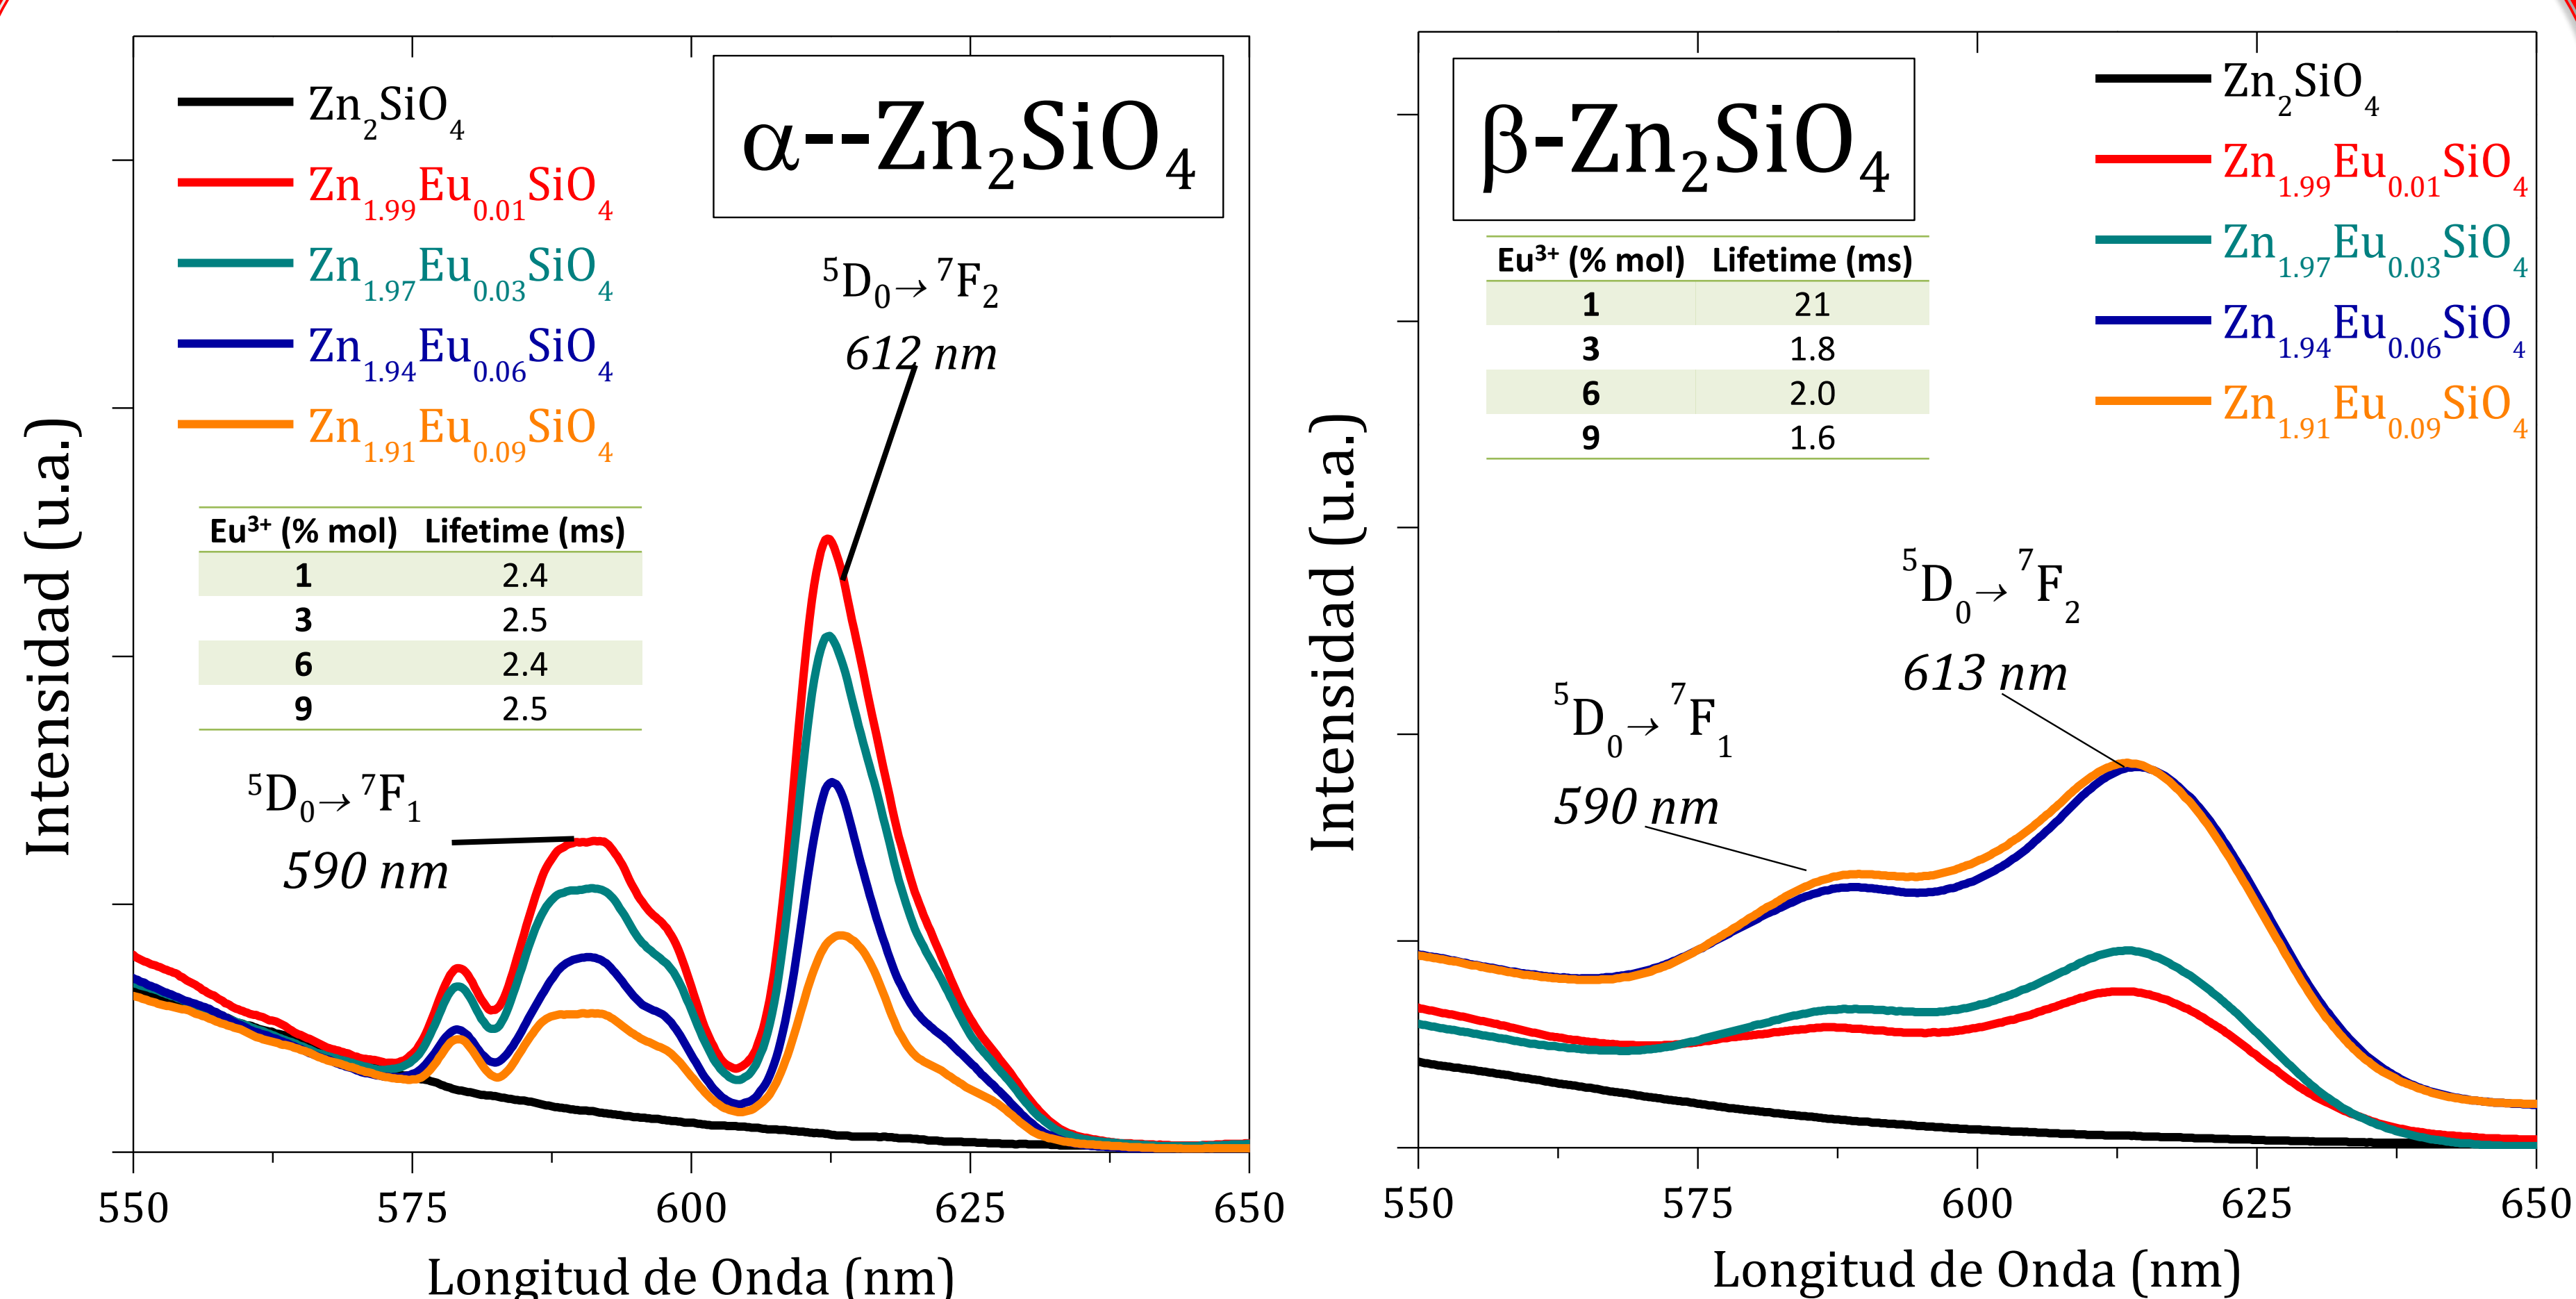 Zn2SiO4
Zn1.99Eu0.01SiO4
Zn1.97Eu0.03SiO4
Zn1.94Eu0.06SiO4
Zn1.91Eu0.09SiO4
α--Zn2SiO4
⁵D₀→ ⁷F₂
612 nm
Eu³⁺ (% mol) Lifetime (ms)
1 2.4
3 2.5
6 2.4
9 2.5
⁵D₀→ ⁷F₁
590 nm
Intensidad (u.a.)
550 575 600 625 650
Longitud de Onda (nm)
β-Zn2SiO4
Zn2SiO4
Zn1.99Eu0.01SiO4
Zn1.97Eu0.03SiO4
Zn1.94Eu0.06SiO4
Zn1.91Eu0.09SiO4
Eu³⁺ (% mol) Lifetime (ms)
1 21
3 1.8
6 2.0
9 1.6
⁵D₀→ ⁷F₂
613 nm
⁵D₀→ ⁷F₁
590 nm
Intensidad (u.a.)
550 575 600 625 650
Longitud de Onda (nm)